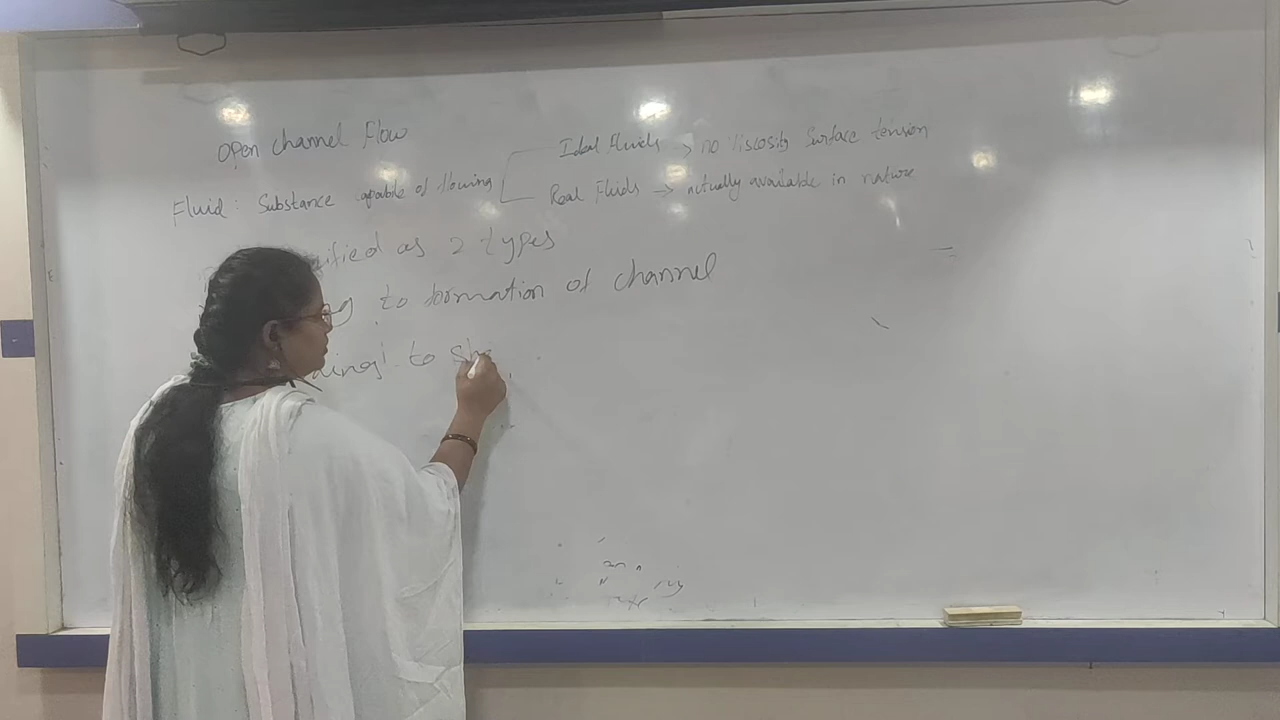 Open channel Flow
Ideal Fluids → no viscosity Surface tension
Fluid: Substance capable of flowing
Real Fluids → actually available in nature
as 2 types
to formation of channel
to